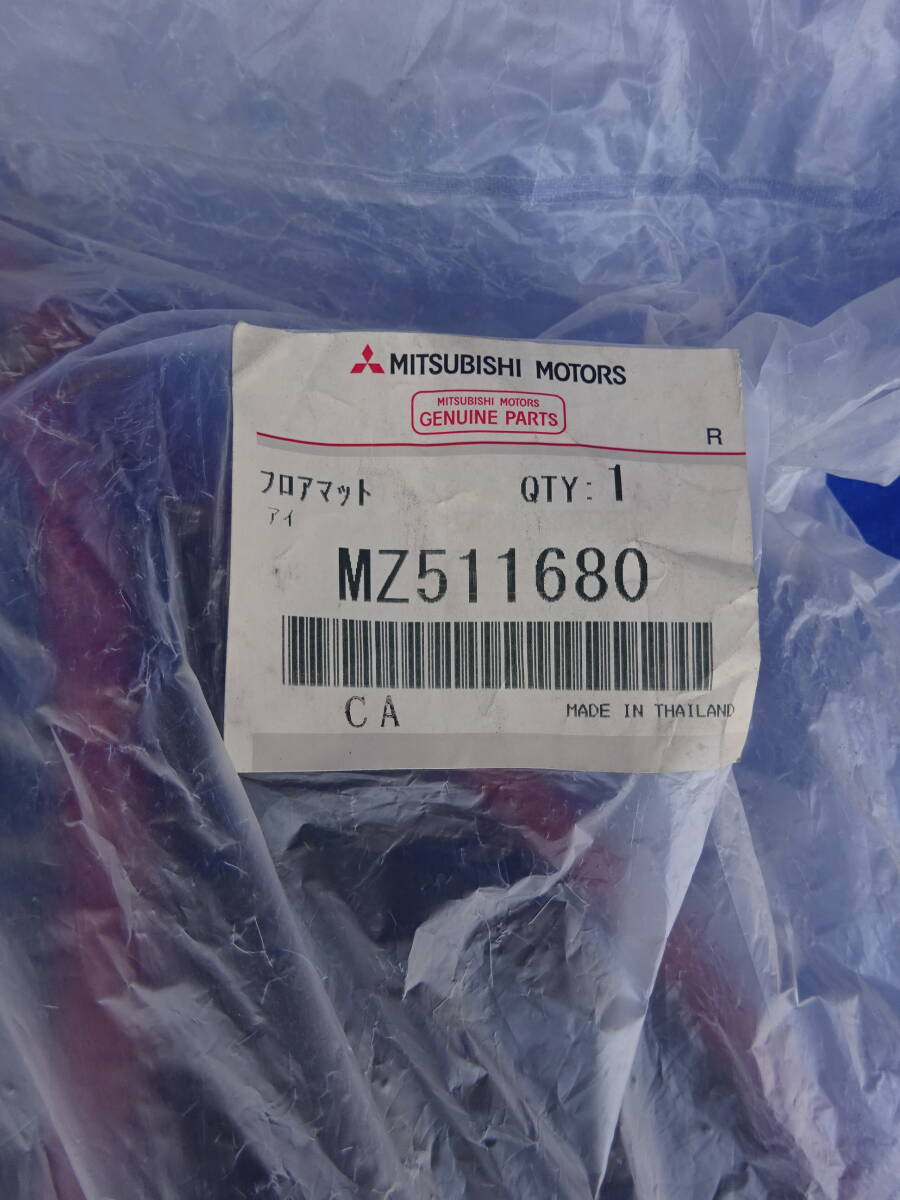 MITSUBISHI MOTORS
MITSUBISHI MOTORS
GENUINE PARTS
R
フロアマット QTY: 1
アイ
MZ511680
CA MADE IN THAILAND